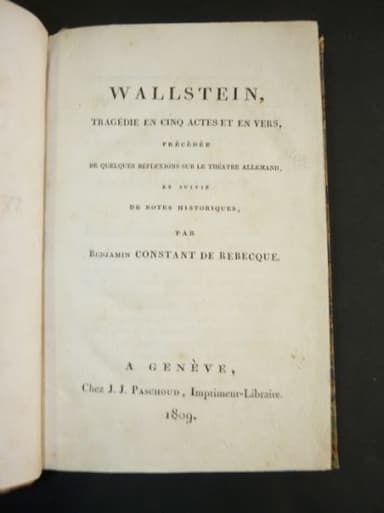 WALLSTEIN,
TRAGÉDIE EN CINQ ACTES ET EN VERS,
PRÉCÉDÉE
DE QUELQUES RÉFLEXIONS SUR LE THÉATRE ALLEMAND,
ET SUIVIE
DE NOTES HISTORIQUES,
PAR
BENJAMIN CONSTANT DE REBECQUE.
A GENÈVE,
Chez J. J. PASCHOUD, Imprimeur-Libraire.
1809.